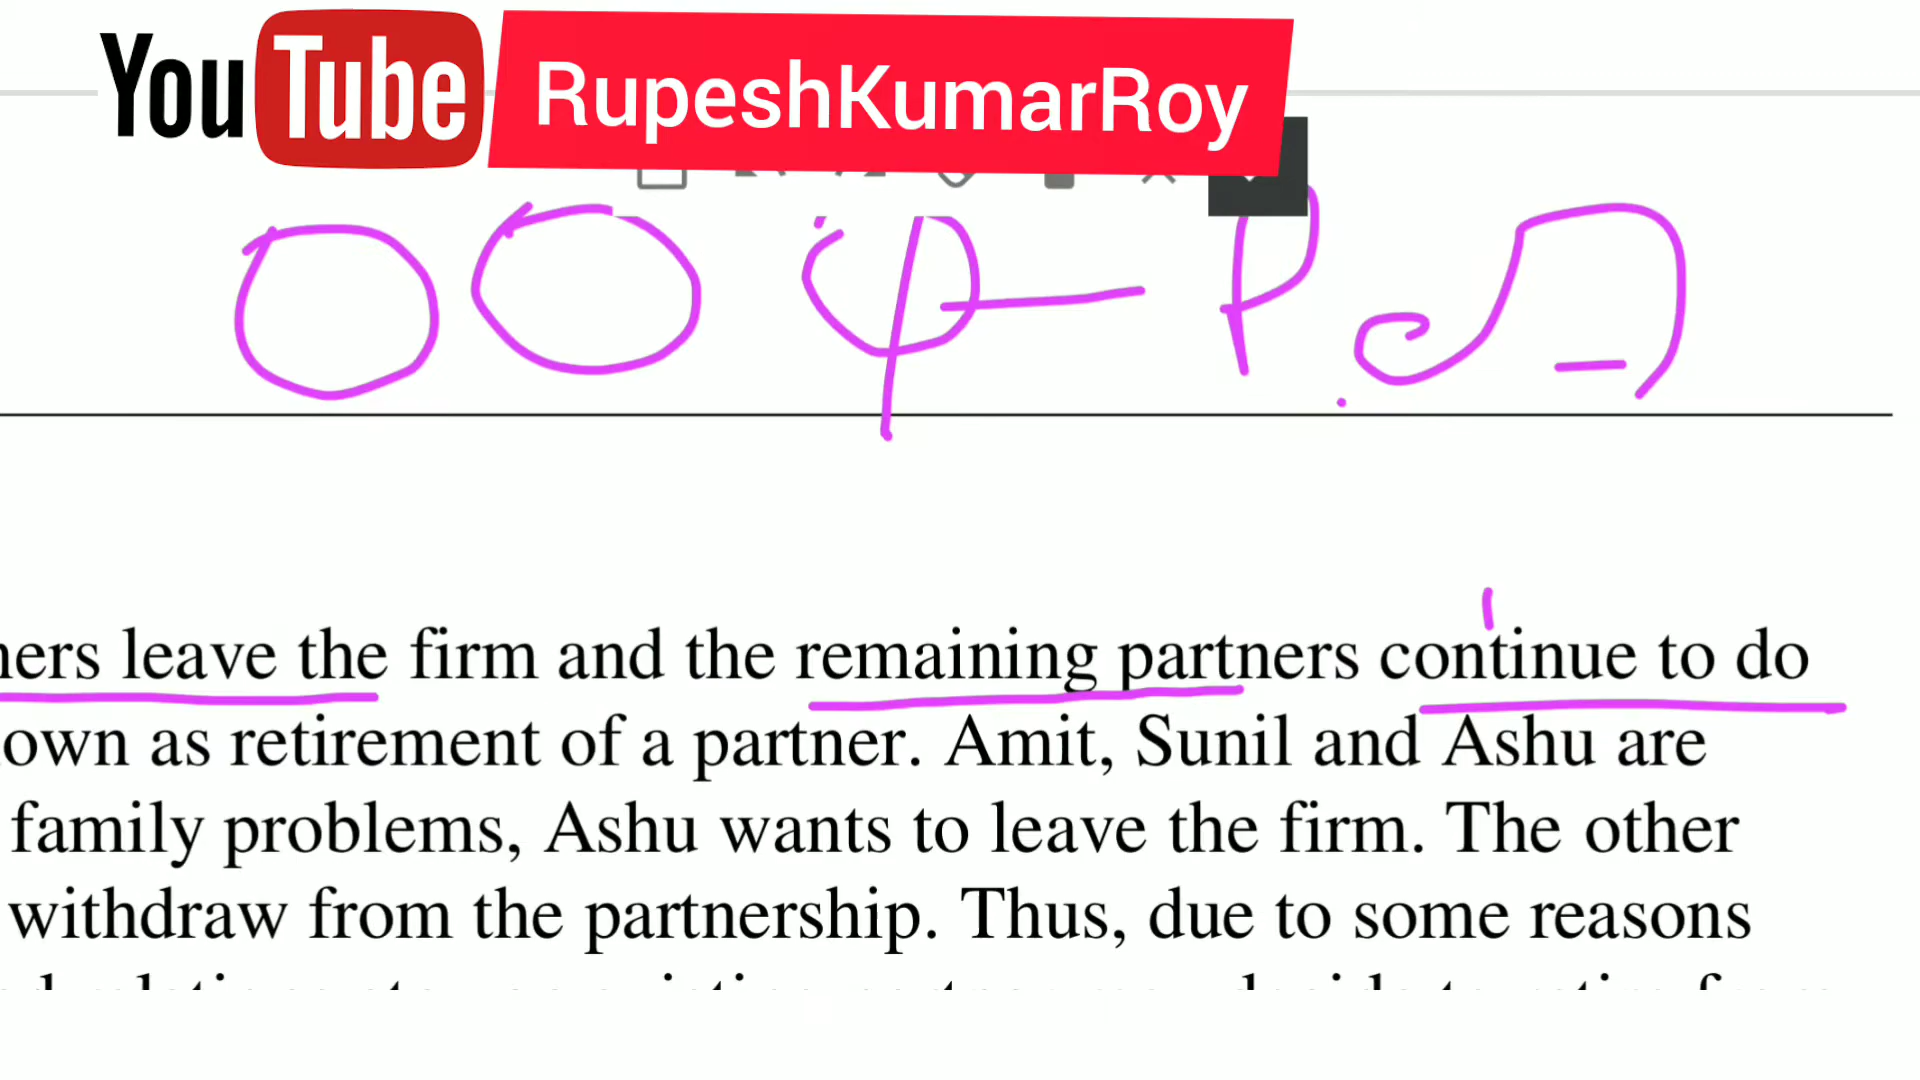 YouTube RupeshKumarRoy
ners leave the firm and the remaining partners continue to do
own as retirement of a partner. Amit, Sunil and Ashu are
family problems, Ashu wants to leave the firm. The other
withdraw from the partnership. Thus, due to some reasons